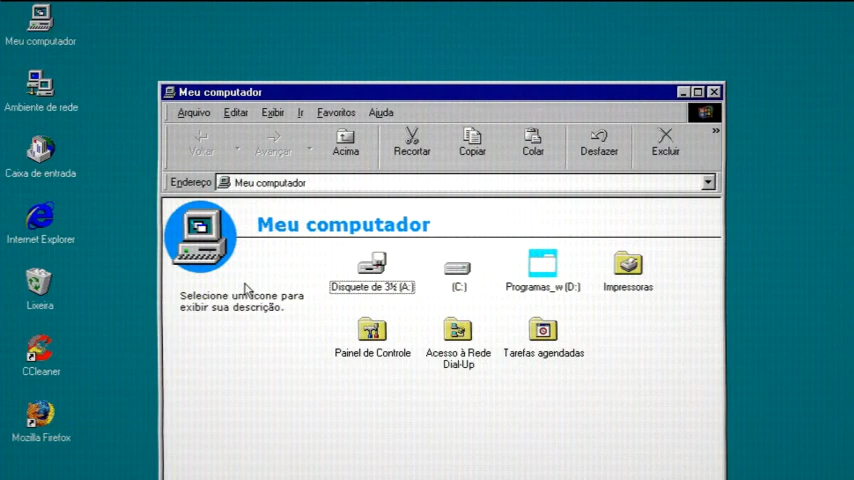 Meu computador
Ambiente de rede
Caixa de entrada
Internet Explorer
Lixeira
CCleaner
Mozilla Firefox
Meu computador
Arquivo Editar Exibir Ir Favoritos Ajuda
Voltar Avançar Acima Recortar Copiar Colar Desfazer Excluir »
Endereço Meu computador
Meu computador
Selecione um ícone para
exibir sua descrição.
Disquete de 3½ (A:) (C:) Programas_w (D:) Impressoras
Painel de Controle Acesso à Rede Dial-Up Tarefas agendadas